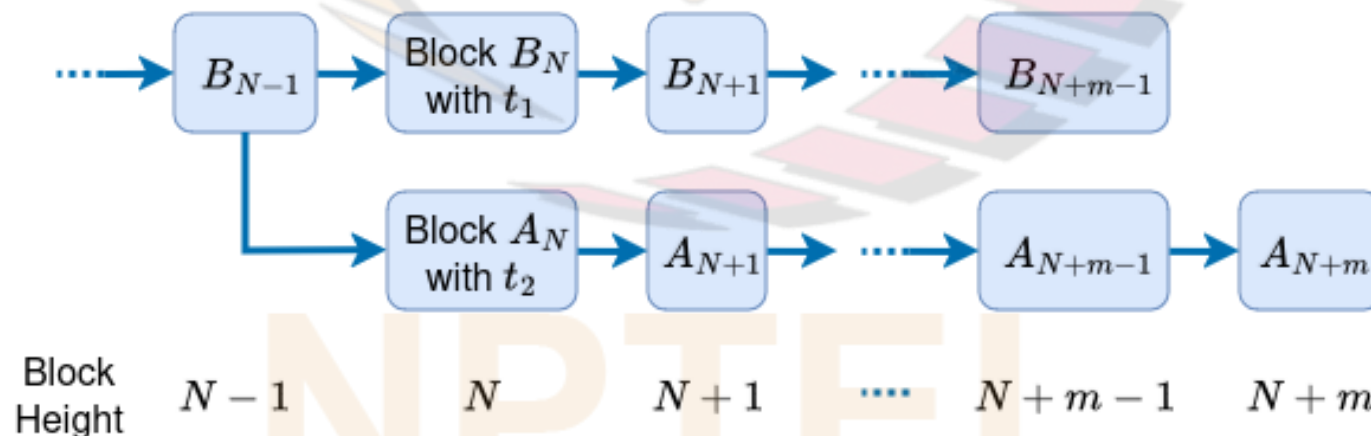 B_{N-1} Block B_N with t_1 B_{N+1} B_{N+m-1}
Block A_N with t_2 A_{N+1} A_{N+m-1} A_{N+m}
Block Height N − 1 N N + 1 N + m − 1 N + m
NPTEL